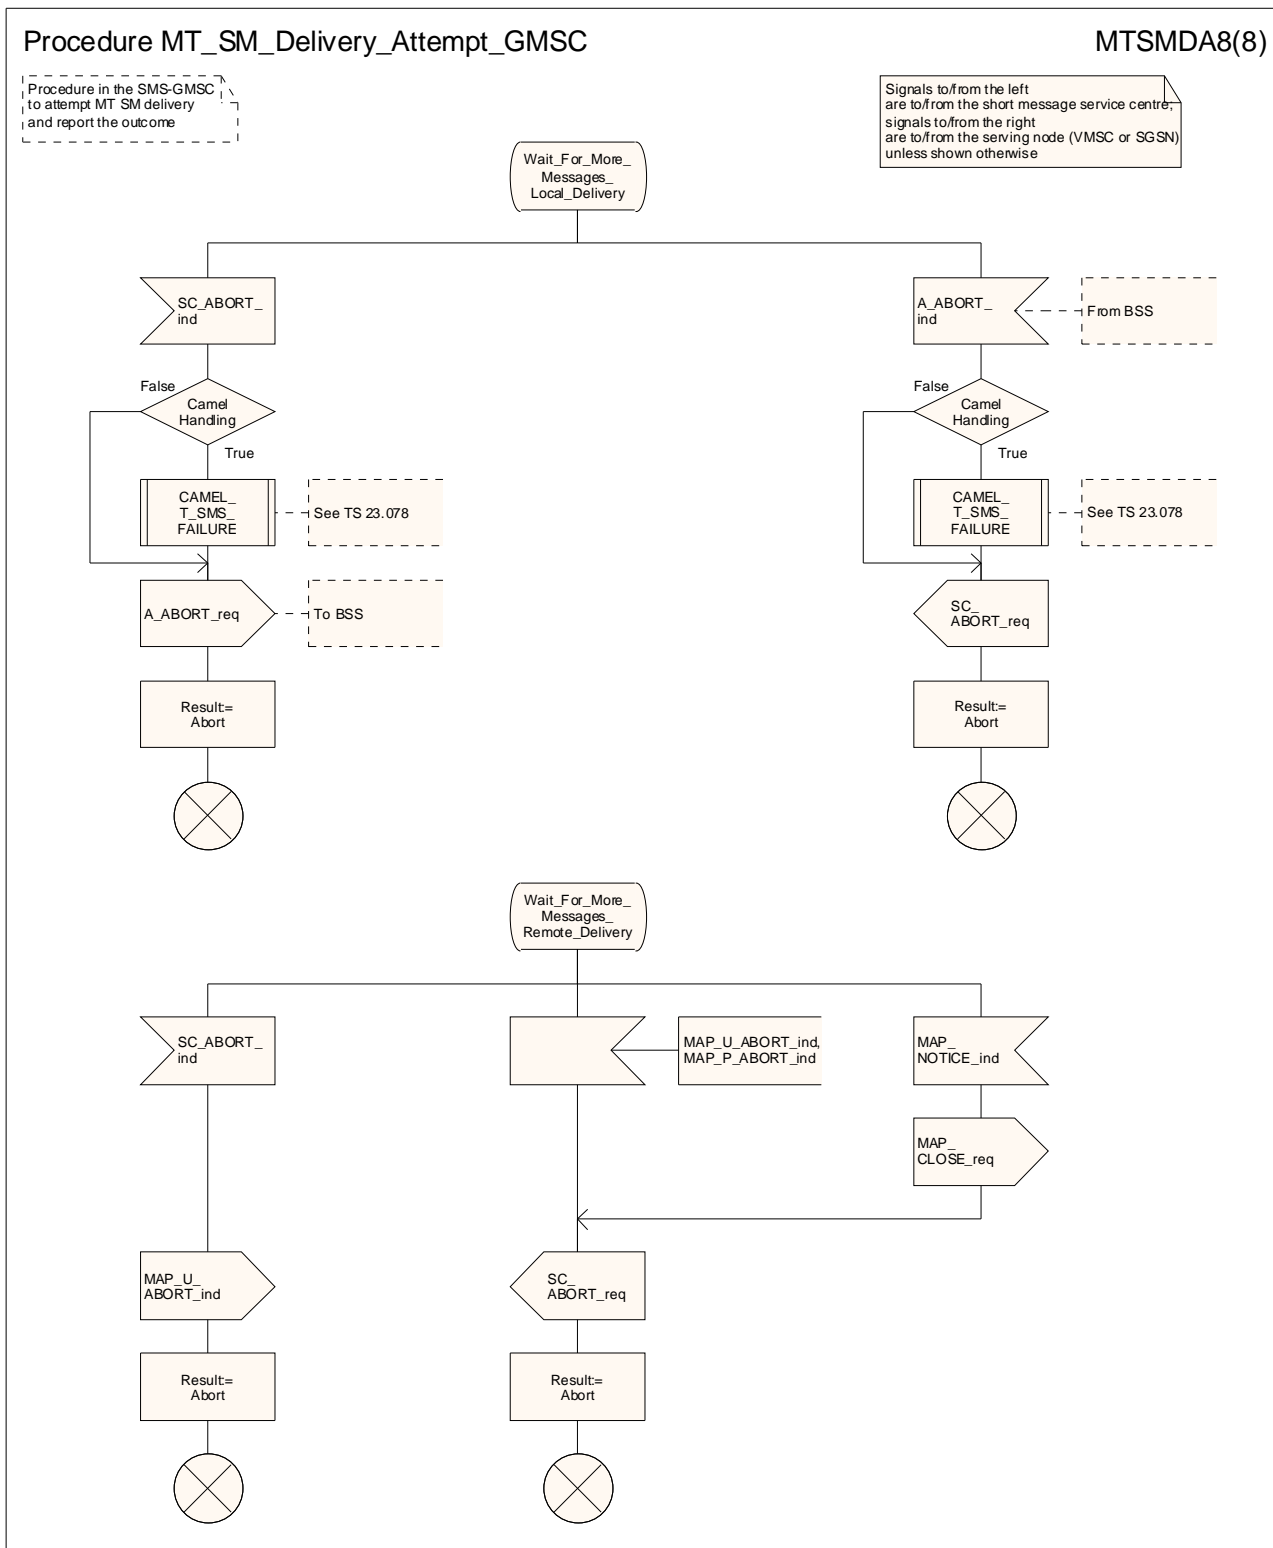 Procedure MT_SM_Delivery_Attempt_GMSC
MTSMDA8(8)
Procedure in the SMS-GMSC
to attempt MT SM delivery
and report the outcome
Signals to/from the left
are to/from the short message service centre;
signals to/from the right
are to/from the serving node (VMSC or SGSN)
unless shown otherwise
Wait_For_More_
Messages_
Local_Delivery
SC_ABORT_
ind
A_ABORT_
ind
From BSS
False
Camel
Handling
True
False
Camel
Handling
True
CAMEL_
T_SMS_
FAILURE
See TS 23.078
CAMEL_
T_SMS_
FAILURE
See TS 23.078
A_ABORT_req
To BSS
SC_
ABORT_req
Result:=
Abort
Result:=
Abort
Wait_For_More_
Messages_
Remote_Delivery
SC_ABORT_
ind
MAP_U_ABORT_ind,
MAP_P_ABORT_ind
MAP_
NOTICE_ind
MAP_
CLOSE_req
MAP_U_
ABORT_ind
SC_
ABORT_req
Result:=
Abort
Result:=
Abort